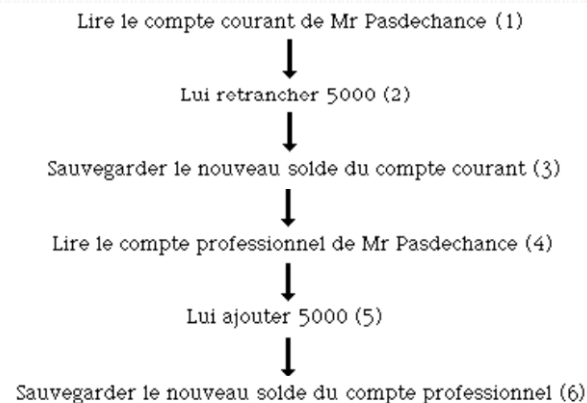 Lire le compte courant de Mr Pasdechance (1)
Lui retrancher 5000 (2)
Sauvegarder le nouveau solde du compte courant (3)
Lire le compte professionnel de Mr Pasdechance (4)
Lui ajouter 5000 (5)
Sauvegarder le nouveau solde du compte professionnel (6)